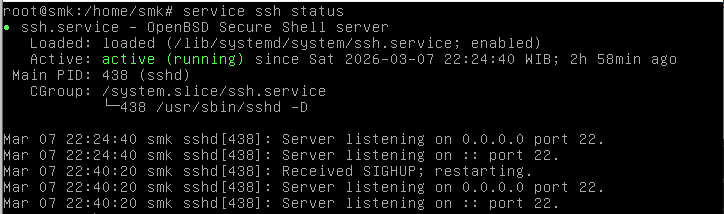 root@smk:/home/smk# service ssh status
● ssh.service - OpenBSD Secure Shell server
   Loaded: loaded (/lib/systemd/system/ssh.service; enabled)
   Active: active (running) since Sat 2026-03-07 22:24:40 WIB; 2h 58min ago
 Main PID: 438 (sshd)
   CGroup: /system.slice/ssh.service
           └─438 /usr/sbin/sshd -D

Mar 07 22:24:40 smk sshd[438]: Server listening on 0.0.0.0 port 22.
Mar 07 22:24:40 smk sshd[438]: Server listening on :: port 22.
Mar 07 22:40:20 smk sshd[438]: Received SIGHUP; restarting.
Mar 07 22:40:20 smk sshd[438]: Server listening on 0.0.0.0 port 22.
Mar 07 22:40:20 smk sshd[438]: Server listening on :: port 22.